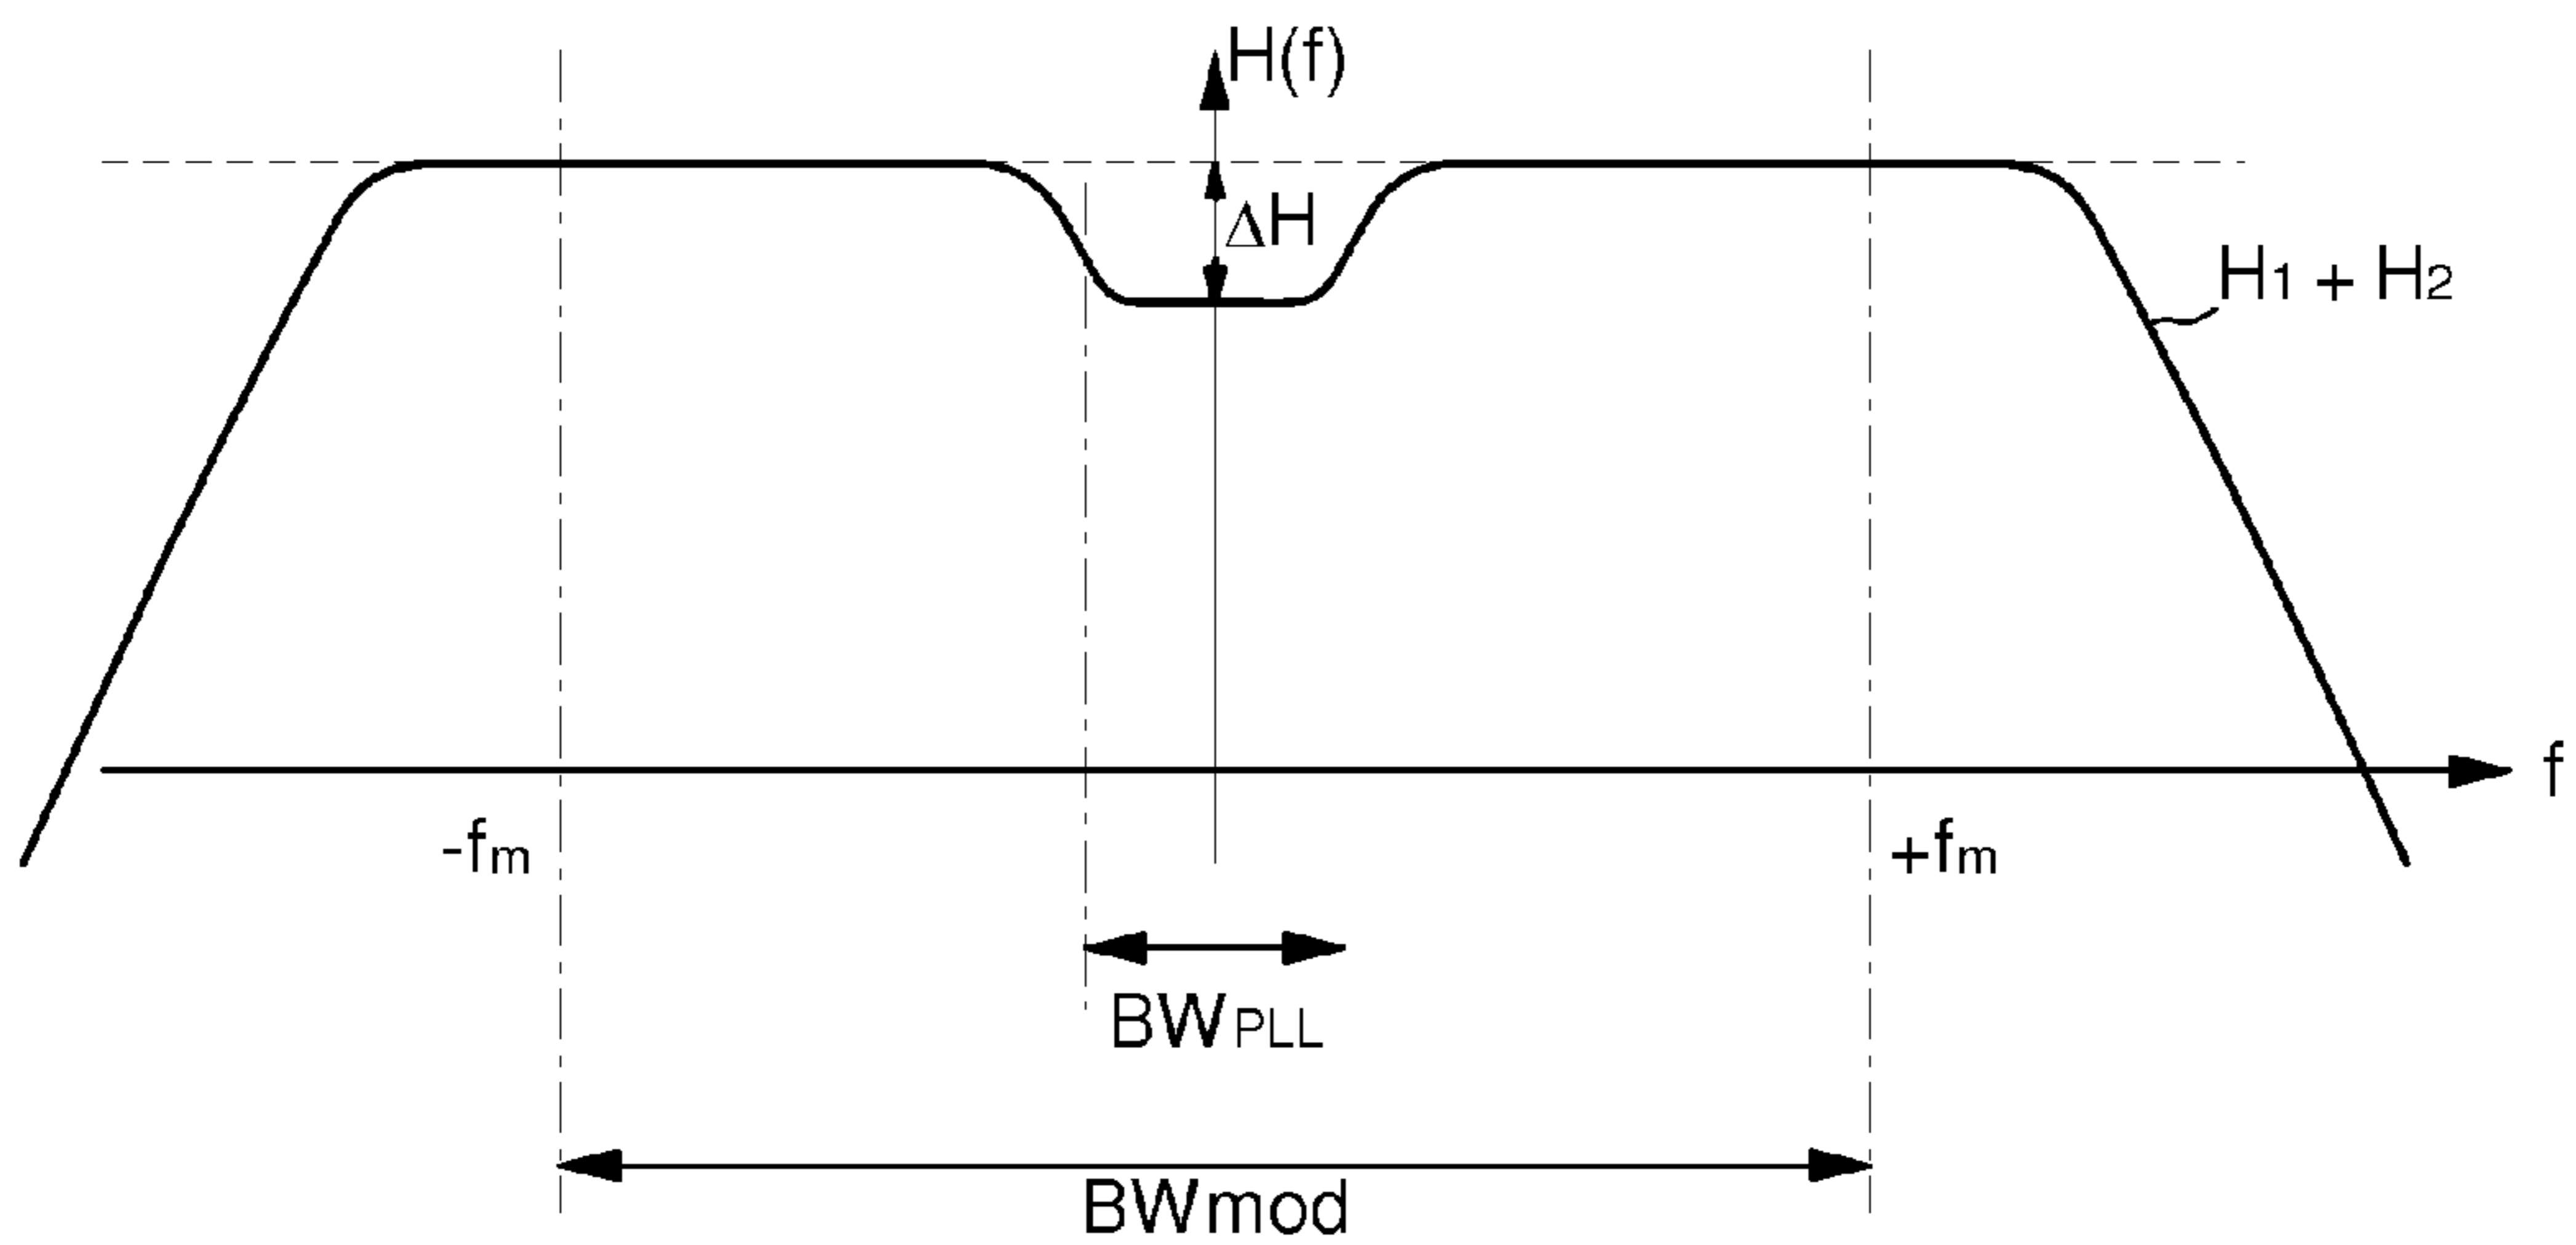 H(f)
ΔH
H1 + H2
f
-fm
+fm
BWPLL
BWmod